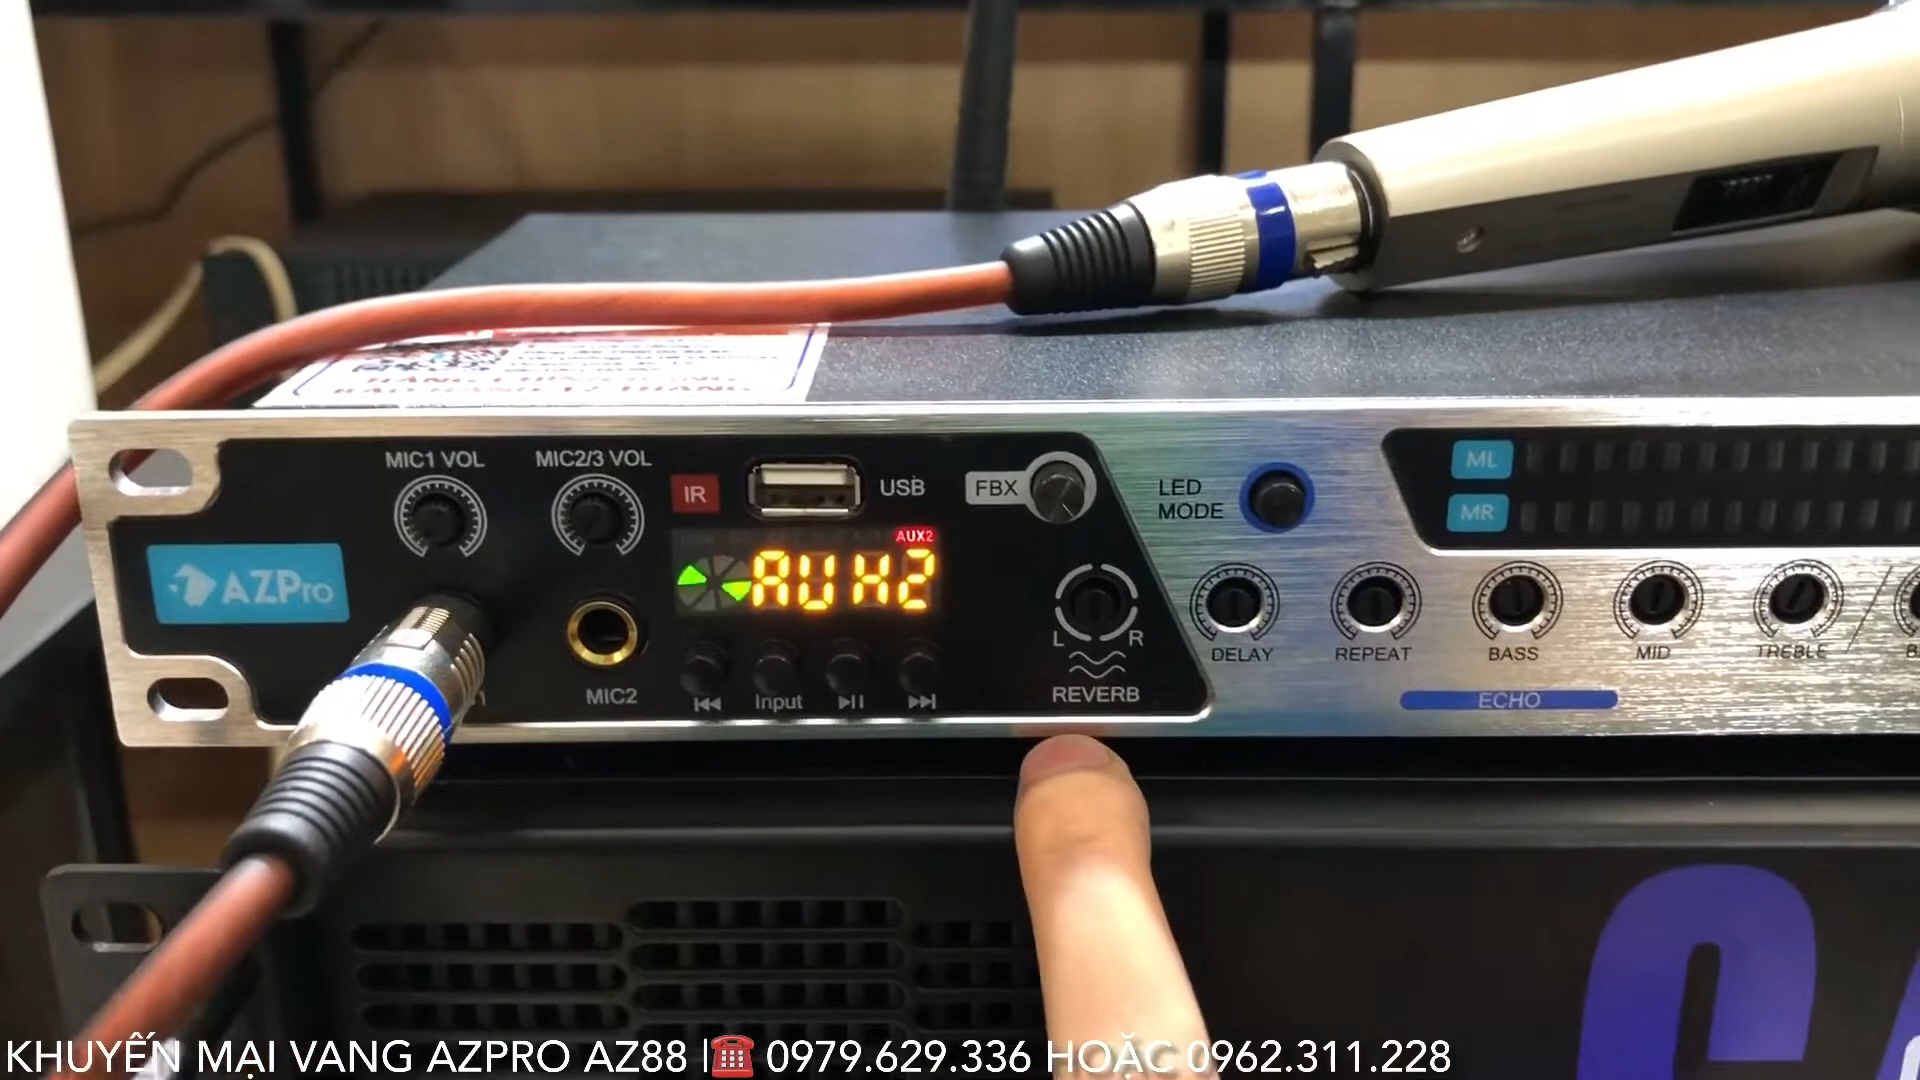 MIC1 VOL
MIC2/3 VOL
IR
USB
FBX
LED
MODE
ML
MR
AUX2
AUX2
AZPro
L R
DELAY
REPEAT
BASS
MID
TREBLE
MIC2
Input
REVERB
ECHO
KHUYẾN MẠI VANG AZPRO AZ88 |☎️ 0979.629.336 HOẶC 0962.311.228